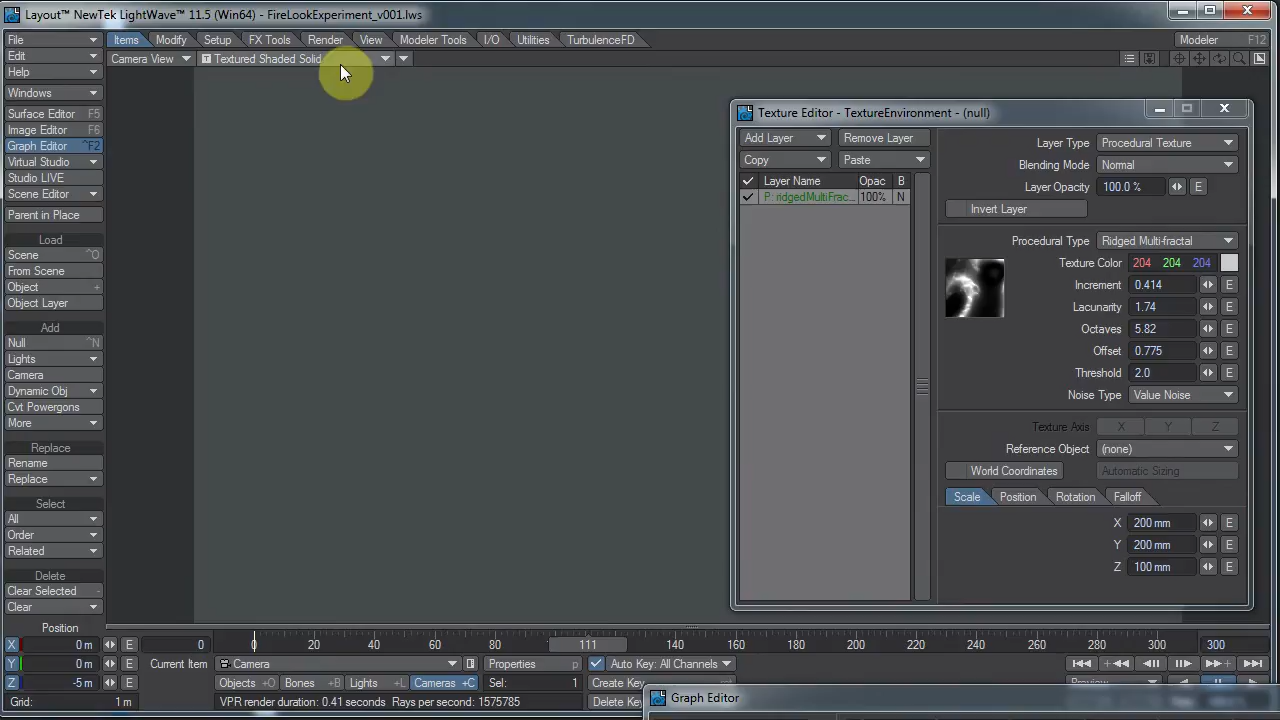 Layout™ NewTek LightWave™ 11.5 (Win64) - FireLookExperiment_v001.lws
File
Items Modify Setup FX Tools Render View Modeler Tools I/O Utilities TurbulenceFD Modeler F12
Edit
Camera View T Textured Shaded Solid
Help
Windows
Surface Editor F5
Image Editor F6
Graph Editor ^F2
Virtual Studio
Studio LIVE
Scene Editor
Parent in Place
Load
Scene ^O
From Scene
Object +
Object Layer
Add
Null ^N
Lights
Camera
Dynamic Obj
Cvt Powergons
More
Replace
Rename
Replace
Select
All
Order
Related
Delete
Clear Selected -
Clear
Position
X 0 m E
Y 0 m E
Z -5 m E
Grid: 1 m
Texture Editor - TextureEnvironment - (null)
Add Layer Remove Layer
Copy Paste
Layer Name Opac B
P: ridgedMultiFrac... 100% N
Layer Type Procedural Texture
Blending Mode Normal
Layer Opacity 100.0 % E
Invert Layer
Procedural Type Ridged Multi-fractal
Texture Color 204 204 204
Increment 0.414 E
Lacunarity 1.74 E
Octaves 5.82 E
Offset 0.775 E
Threshold 2.0 E
Noise Type Value Noise
Texture Axis X Y Z
Reference Object (none)
World Coordinates Automatic Sizing
Scale Position Rotation Falloff
X 200 mm E
Y 200 mm E
Z 100 mm E
0 0 20 40 60 80 111 140 160 180 200 220 240 260 280 300 300
Current Item Camera Properties p Auto Key: All Channels
Objects +O Bones +B Lights +L Cameras +C Sel: 1 Create Key Preview
VPR render duration: 0.41 seconds Rays per second: 1575785 Delete Key
Graph Editor